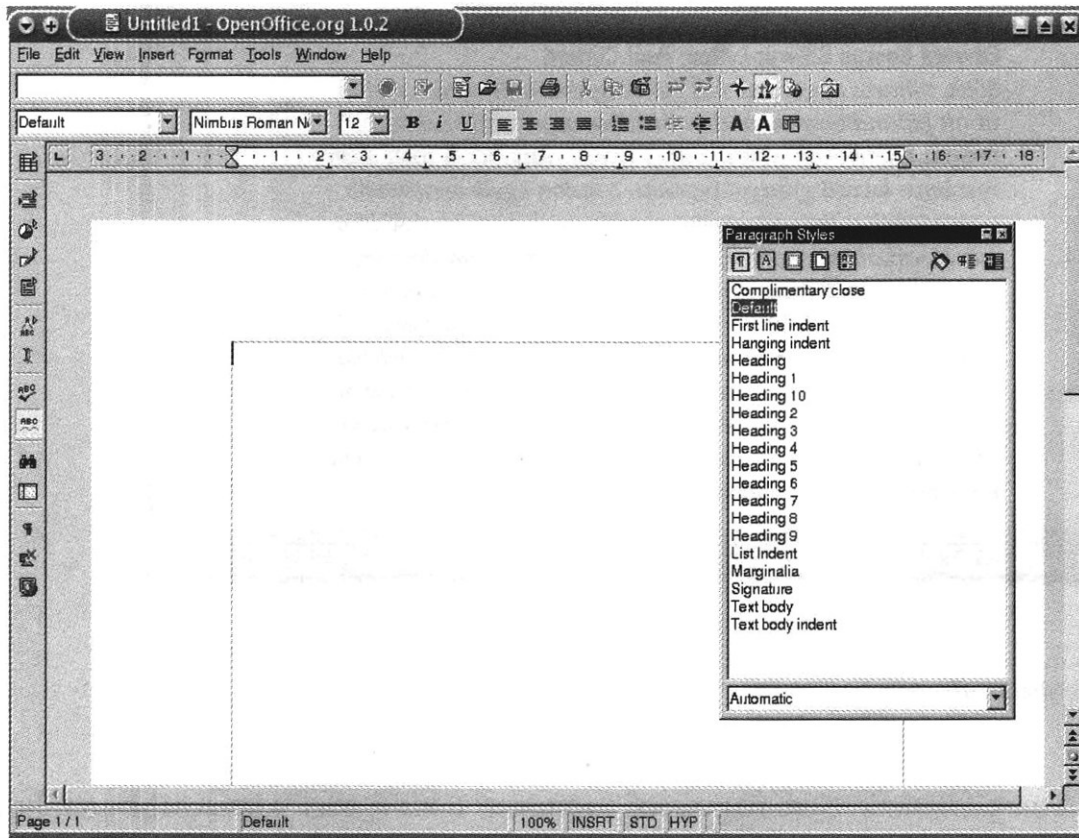 Untitled1 - OpenOffice.org 1.0.2
File Edit View Insert Format Tools Window Help
Default Nimbus Roman N 12 B i U A A
3 2 1 1 2 3 4 5 6 7 8 9 10 11 12 13 14 15 16 17 18
Paragraph Styles
Complimentary close
Default
First line indent
Hanging indent
Heading
Heading 1
Heading 10
Heading 2
Heading 3
Heading 4
Heading 5
Heading 6
Heading 7
Heading 8
Heading 9
List Indent
Marginalia
Signature
Text body
Text body indent
Automatic
ABC
ABC
Page 1 / 1 Default 100% INSRT STD HYP